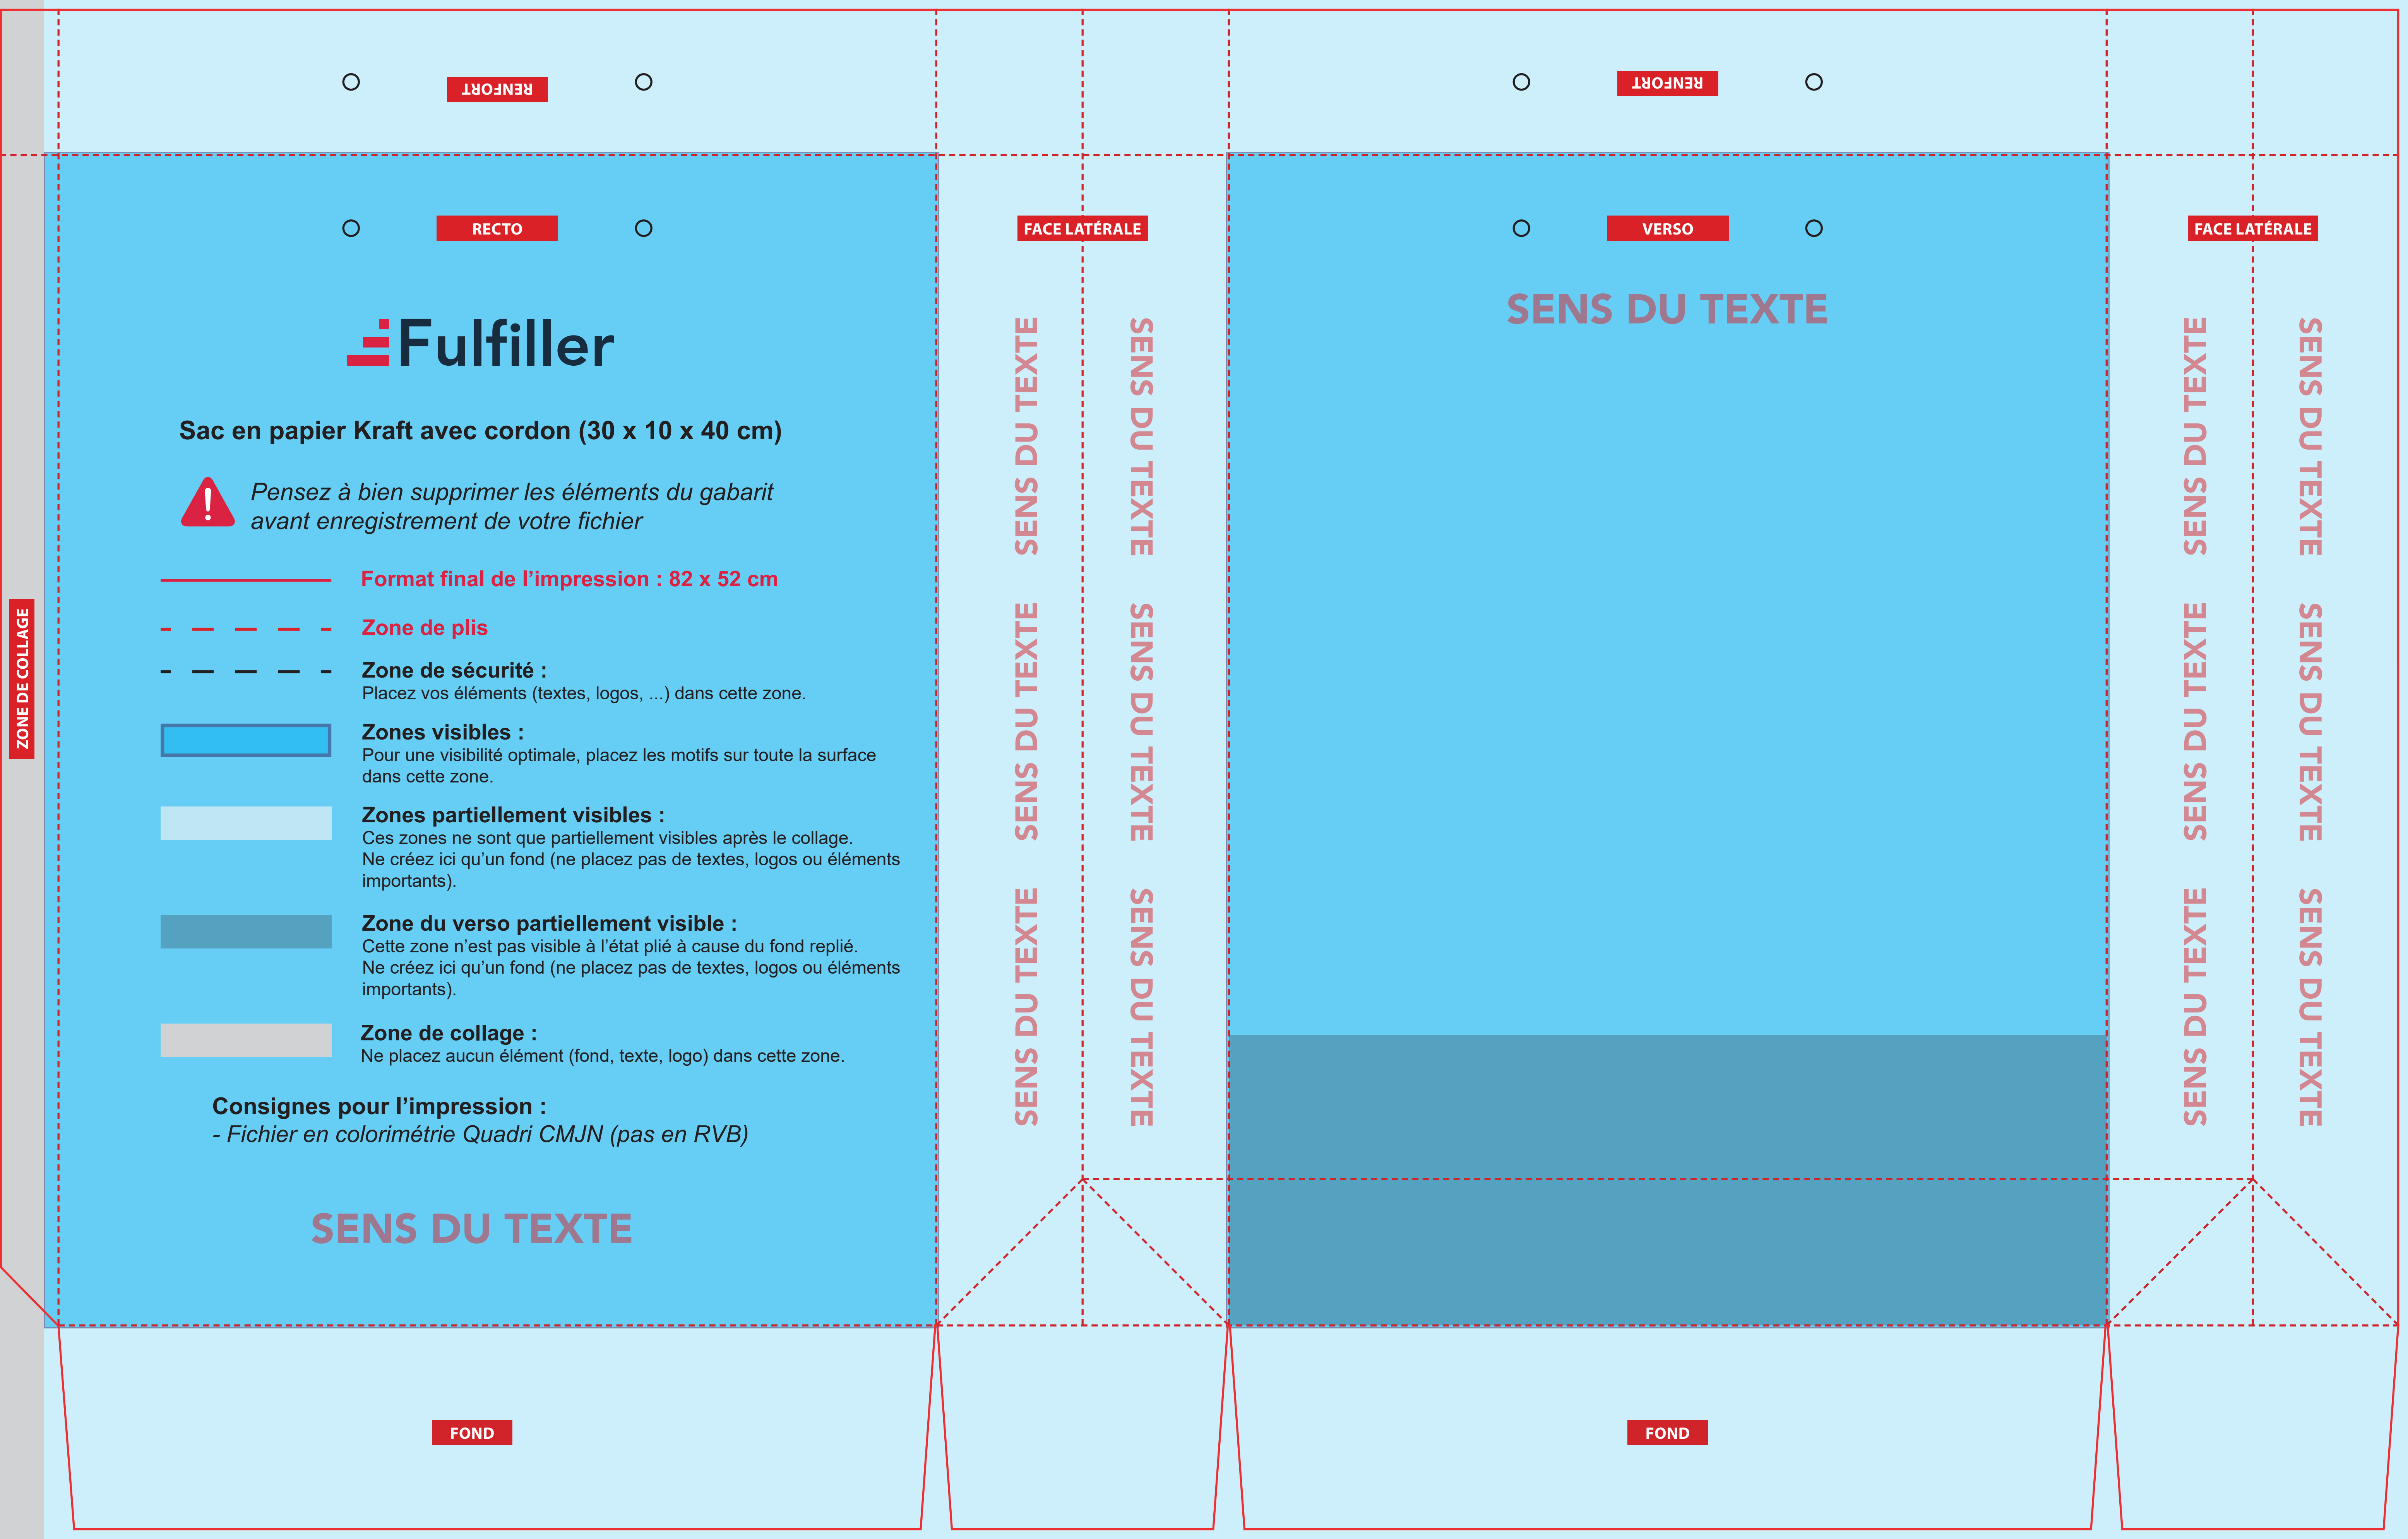 RENFORT
RENFORT
RECTO
FACE LATÉRALE
VERSO
FACE LATÉRALE
ZONE DE COLLAGE
Fulfiller
Sac en papier Kraft avec cordon (30 x 10 x 40 cm)
Pensez à bien supprimer les éléments du gabarit
avant enregistrement de votre fichier
Format final de l’impression : 82 x 52 cm
Zone de plis
Zone de sécurité :
Placez vos éléments (textes, logos, ...) dans cette zone.
Zones visibles :
Pour une visibilité optimale, placez les motifs sur toute la surface
dans cette zone.
Zones partiellement visibles :
Ces zones ne sont que partiellement visibles après le collage.
Ne créez ici qu’un fond (ne placez pas de textes, logos ou éléments
importants).
Zone du verso partiellement visible :
Cette zone n’est pas visible à l’état plié à cause du fond replié.
Ne créez ici qu’un fond (ne placez pas de textes, logos ou éléments
importants).
Zone de collage :
Ne placez aucun élément (fond, texte, logo) dans cette zone.
Consignes pour l’impression :
- Fichier en colorimétrie Quadri CMJN (pas en RVB)
SENS DU TEXTE
SENS DU TEXTE
SENS DU TEXTE
SENS DU TEXTE
SENS DU TEXTE
SENS DU TEXTE
SENS DU TEXTE
SENS DU TEXTE
SENS DU TEXTE
SENS DU TEXTE
SENS DU TEXTE
SENS DU TEXTE
SENS DU TEXTE
SENS DU TEXTE
FOND
FOND